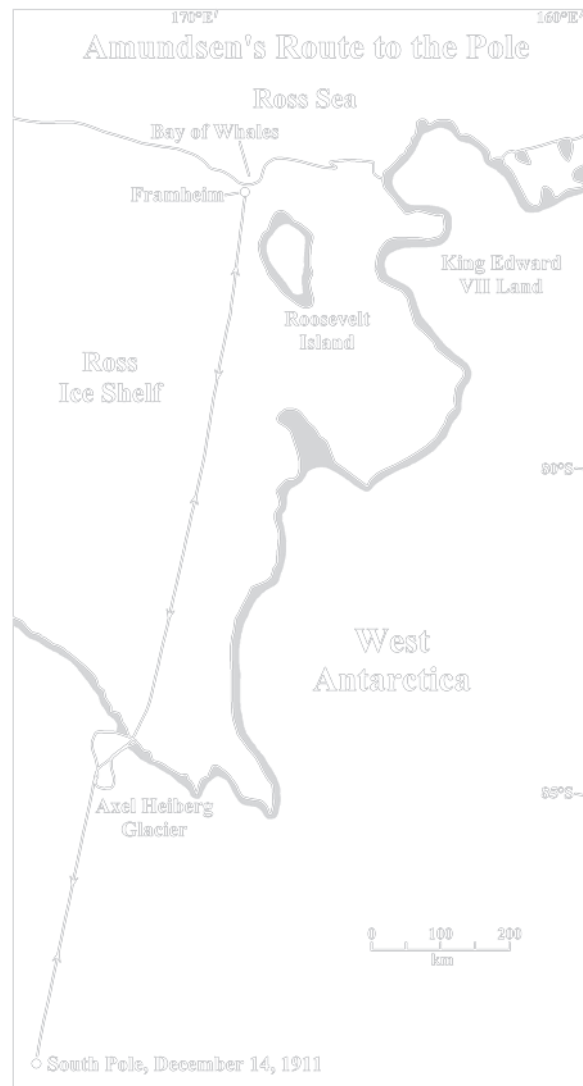 170°E
160°E
Amundsen's Route to the Pole
Ross Sea
Bay of Whales
Framheim
King Edward
VII Land
Roosevelt
Island
Ross
Ice Shelf
80°S
West
Antarctica
85°S
Axel Heiberg
Glacier
0 100 200
km
South Pole, December 14, 1911